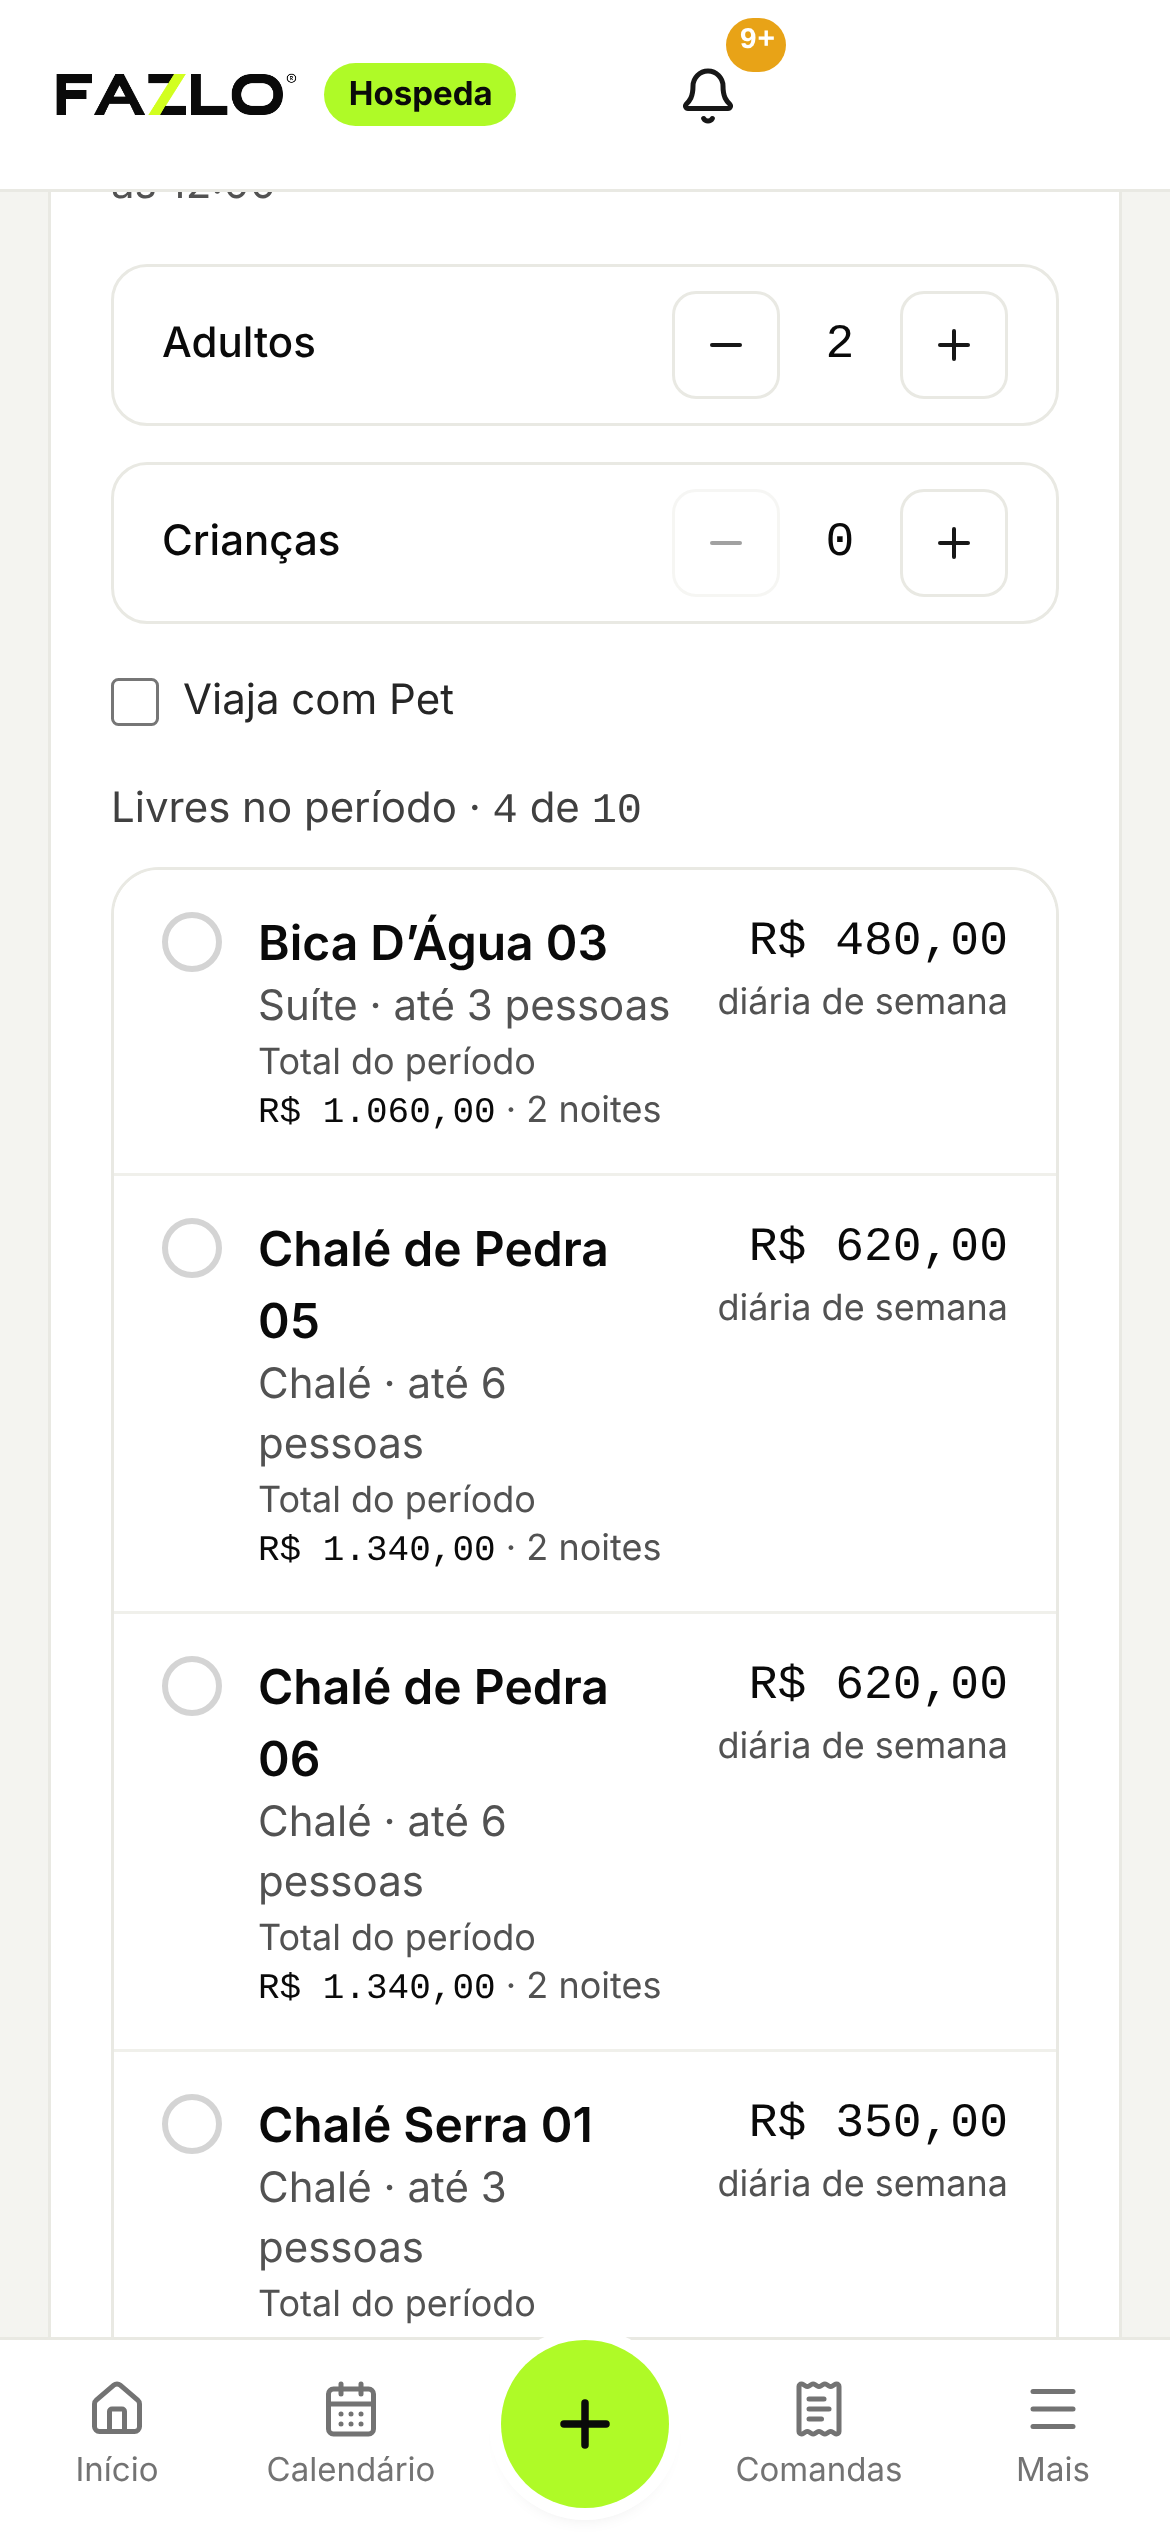 9+
FAZLO®
Hospeda
às 12:00
Adultos
2
Crianças
0
Viaja com Pet
Livres no período · 4 de 10
Bica D’Água 03
R$ 480,00
Suíte · até 3 pessoas
diária de semana
Total do período
R$ 1.060,00 · 2 noites
Chalé de Pedra
05
R$ 620,00
diária de semana
Chalé · até 6
pessoas
Total do período
R$ 1.340,00 · 2 noites
Chalé de Pedra
06
R$ 620,00
diária de semana
Chalé · até 6
pessoas
Total do período
R$ 1.340,00 · 2 noites
Chalé Serra 01
R$ 350,00
diária de semana
Chalé · até 3
pessoas
Total do período
Início
Calendário
Comandas
Mais